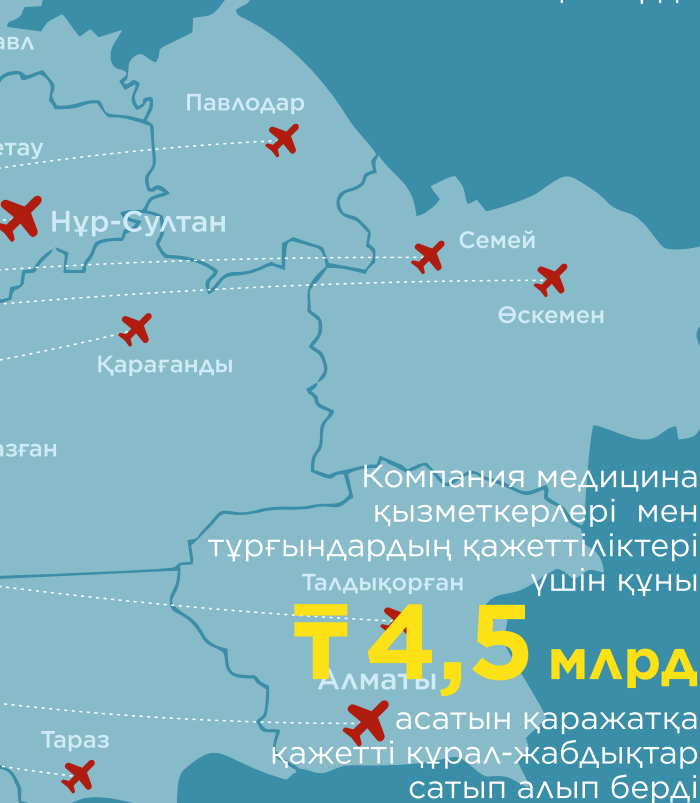 Павлодар
Нұр-Султан
Семей
Өскемен
Қарағанды
Компания медицина
қызметкерлері мен
тұрғындардың қажеттіліктері
Талдықорған
үшін құны
₸ 4,5 млрд
Алматы
асатын қаражатқа
Тараз
қажетті құрал-жабдықтар
сатып алып берді